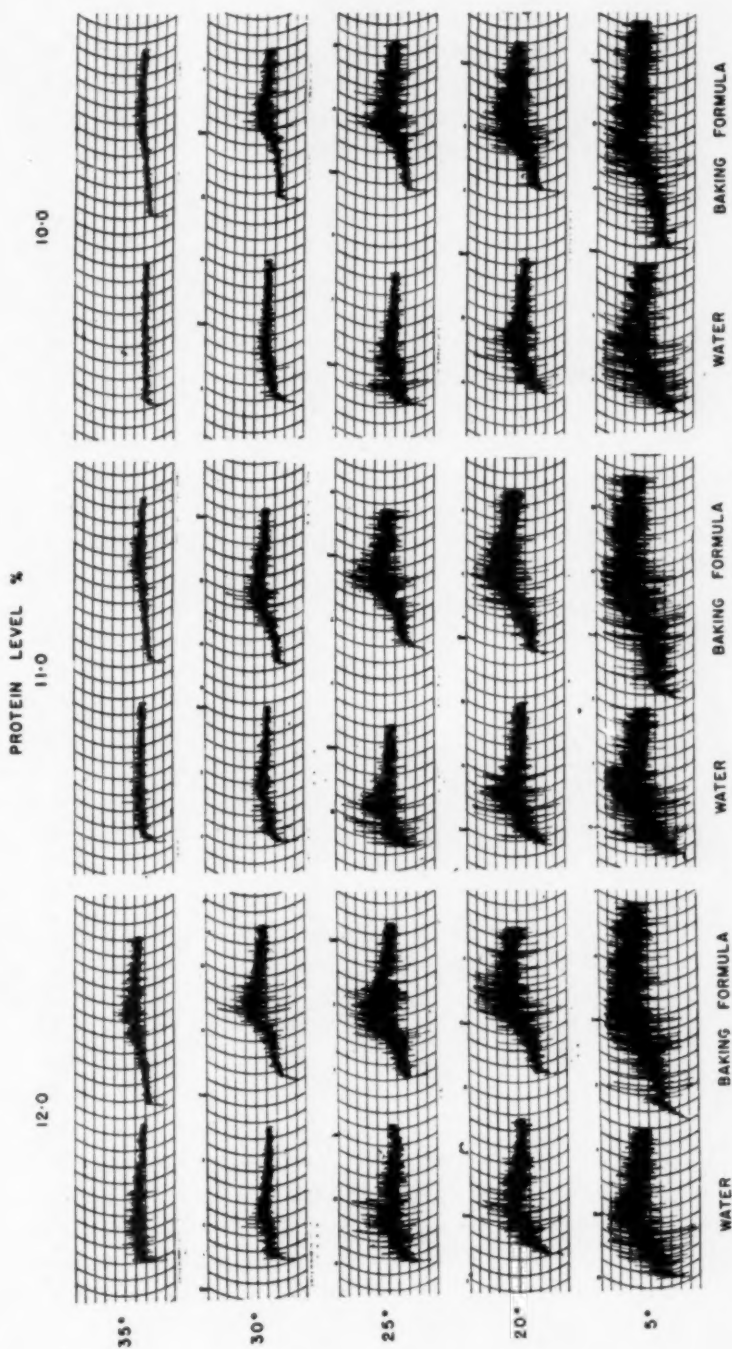 PROTEIN LEVEL %
12·0 11·0 10·0
35°
30°
25°
20°
5°
WATER BAKING FORMULA WATER BAKING FORMULA WATER BAKING FORMULA